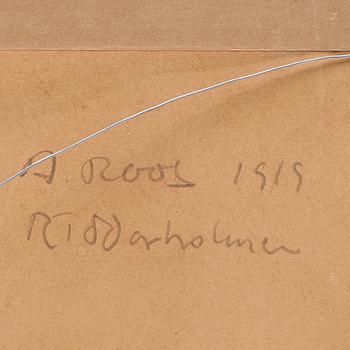 A. Roos 1919
Riddarholmen